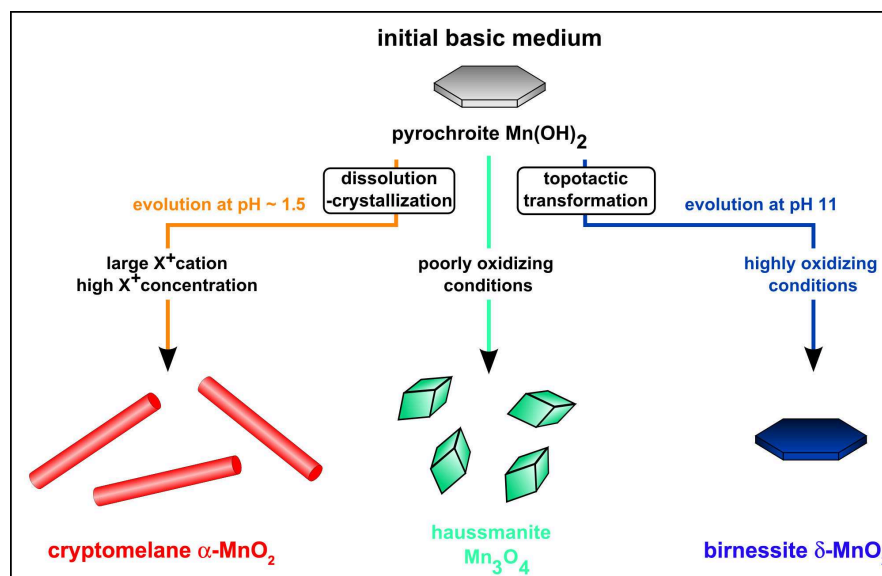 initial basic medium
pyrochroite Mn(OH)₂
dissolution
-crystallization
topotactic
transformation
evolution at pH ~ 1.5
evolution at pH 11
large X⁺cation
high X⁺concentration
poorly oxidizing
conditions
highly oxidizing
conditions
cryptomelane α-MnO₂
haussmanite
Mn₃O₄
birnessite δ-MnO